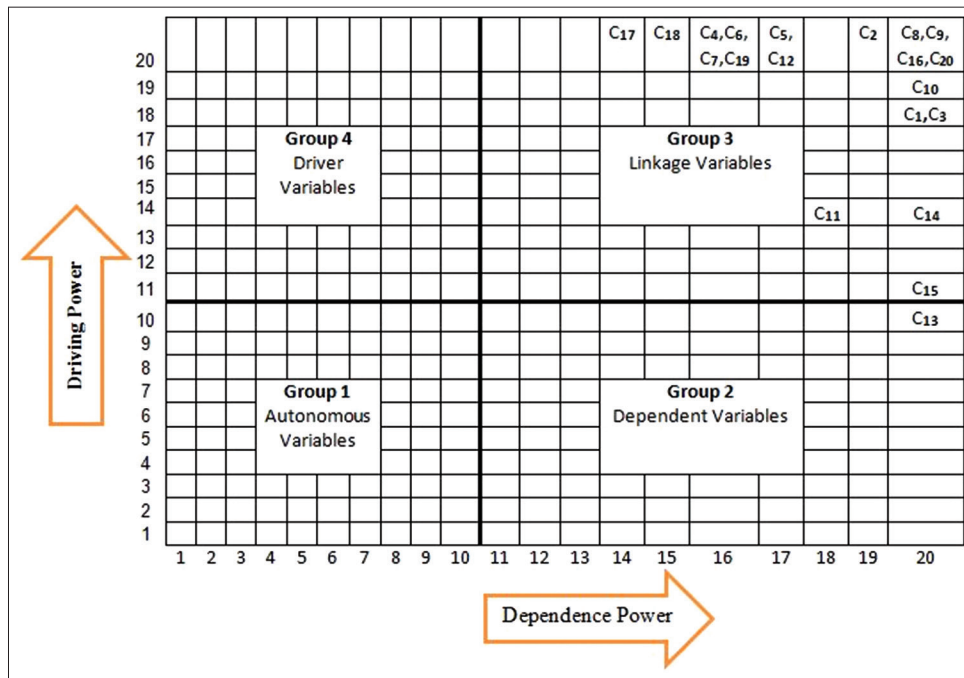 C17 C18 C4,C6, C5, C2 C8,C9,
20 C7,C19 C12 C16,C20
19 C10
18 C1,C3
17 Group 4 Group 3
16 Driver Linkage Variables
15 Variables
14 C11 C14
13
12
11 C15
10 C13
9
8
7 Group 1 Group 2
6 Autonomous Dependent Variables
5 Variables
4
3
2
1
1 2 3 4 5 6 7 8 9 10 11 12 13 14 15 16 17 18 19 20
Driving Power
Dependence Power